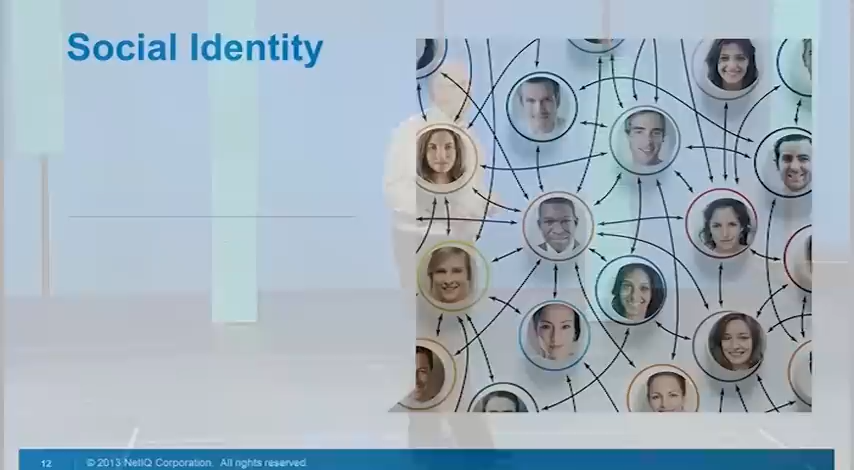 Social Identity
12 © 2013 NetIQ Corporation. All rights reserved.